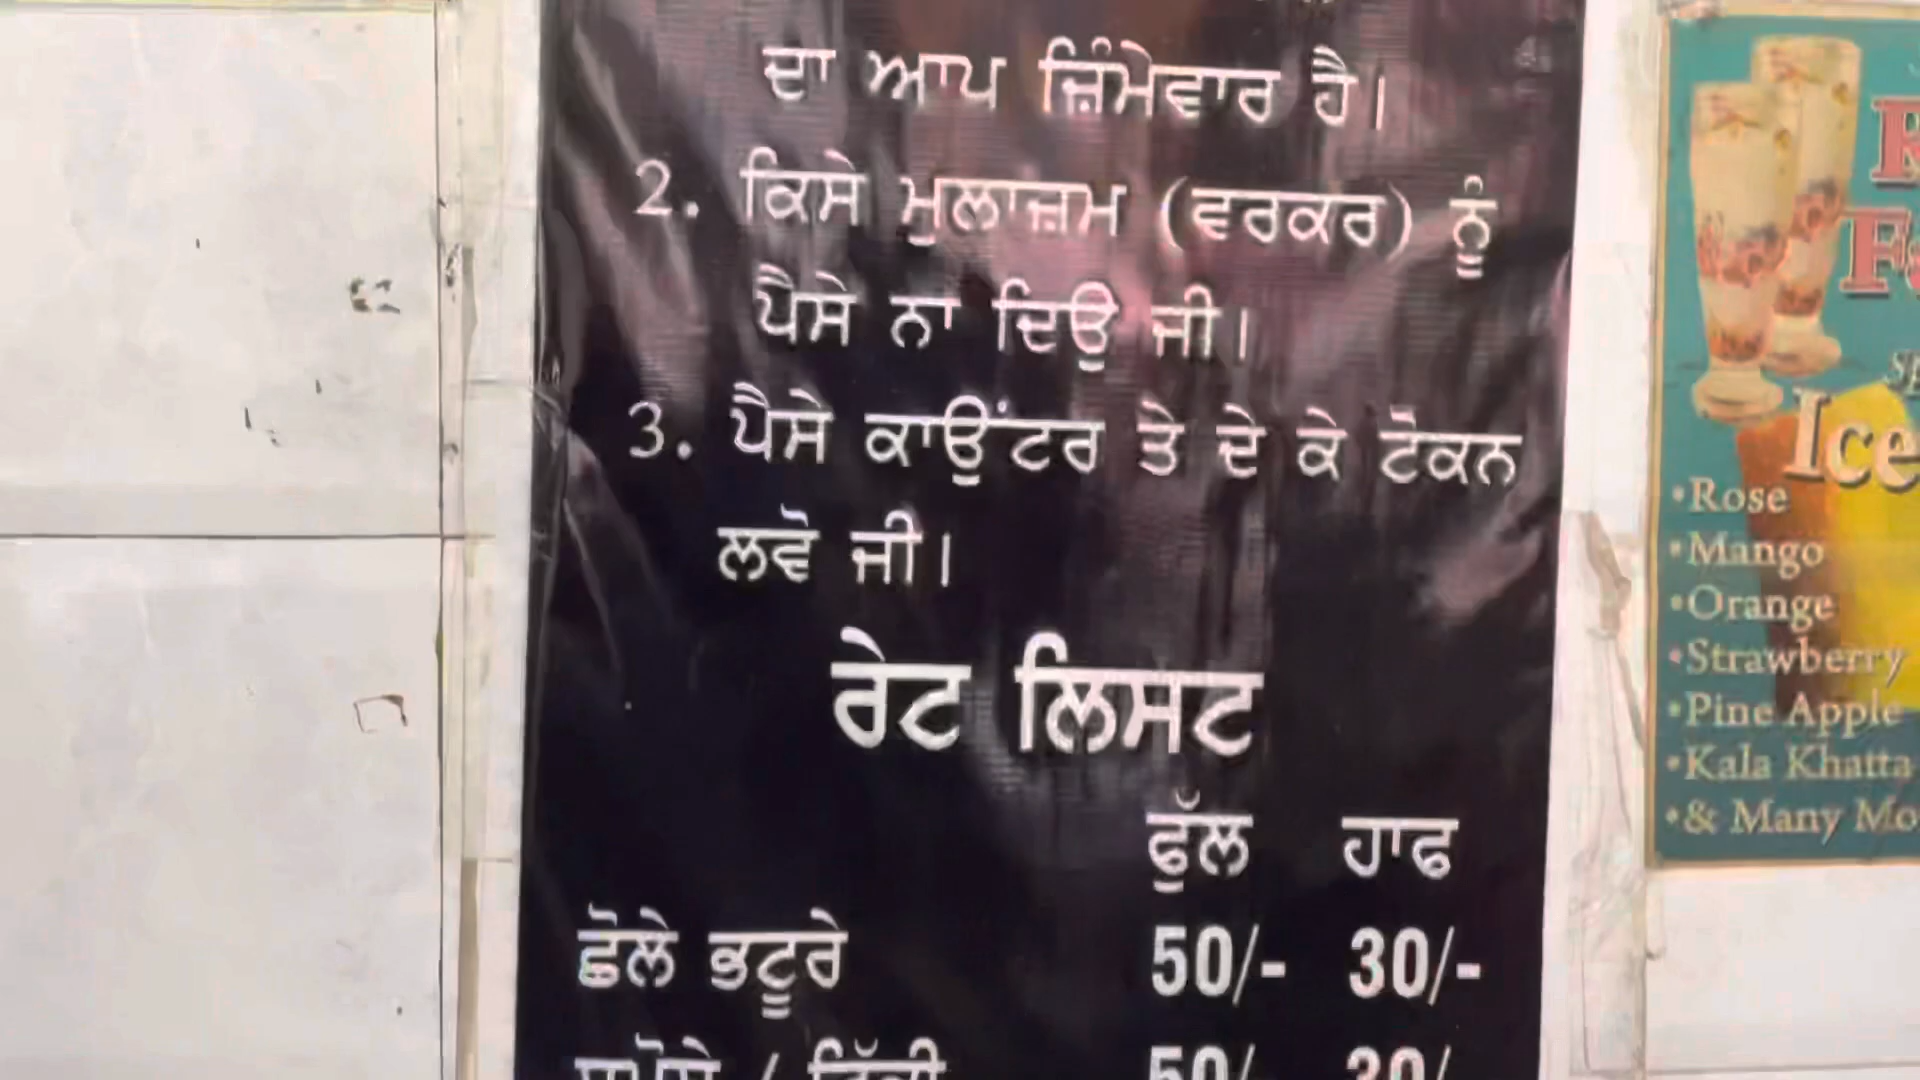 ਦਾ ਆਪ ਜ਼ਿੰਮੇਵਾਰ ਹੈ।
2. ਕਿਸੇ ਮੁਲਾਜ਼ਮ (ਵਰਕਰ) ਨੂੰ
ਪੈਸੇ ਨਾ ਦਿਉ ਜੀ।
3. ਪੈਸੇ ਕਾਉਂਟਰ ਤੇ ਦੇ ਕੇ ਟੋਕਨ
ਲਵੋ ਜੀ।
ਰੇਟ ਲਿਸਟ
ਫੁੱਲ ਹਾਫ
ਛੋਲੇ ਭਟੂਰੇ 50/- 30/-
Ice
•Rose
•Mango
•Orange
•Strawberry
•Pine Apple
•Kala Khatta
•& Many Mo